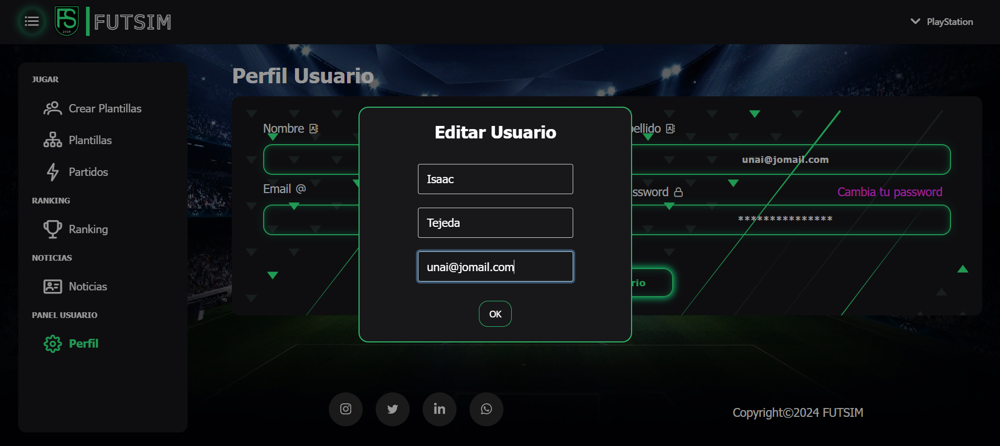 FS
2024
FUTSIM
PlayStation
JUGAR
Crear Plantillas
Plantillas
Partidos
RANKING
Ranking
NOTICIAS
Noticias
PANEL USUARIO
Perfil
Perfil Usuario
Nombre
pellido
unai@jomail.com
Email @
ssword
Cambia tu password
***************
rio
Editar Usuario
Isaac
Tejeda
unai@jomail.com
OK
Copyright©2024 FUTSIM